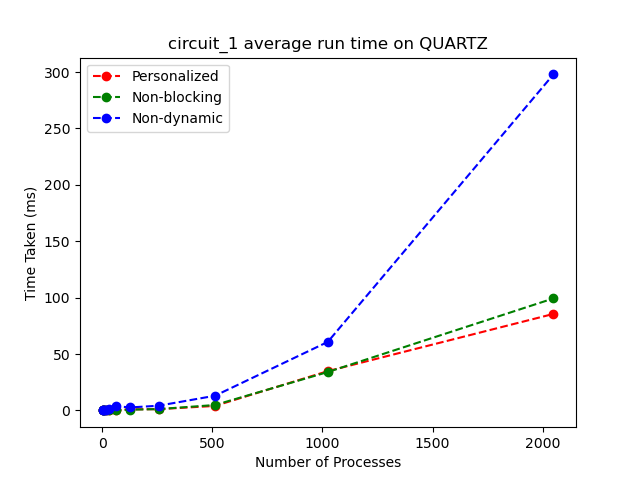 circuit_1 average run time on QUARTZ
Personalized
Non-blocking
Non-dynamic
Time Taken (ms)
300
250
200
150
100
50
0
0 500 1000 1500 2000
Number of Processes